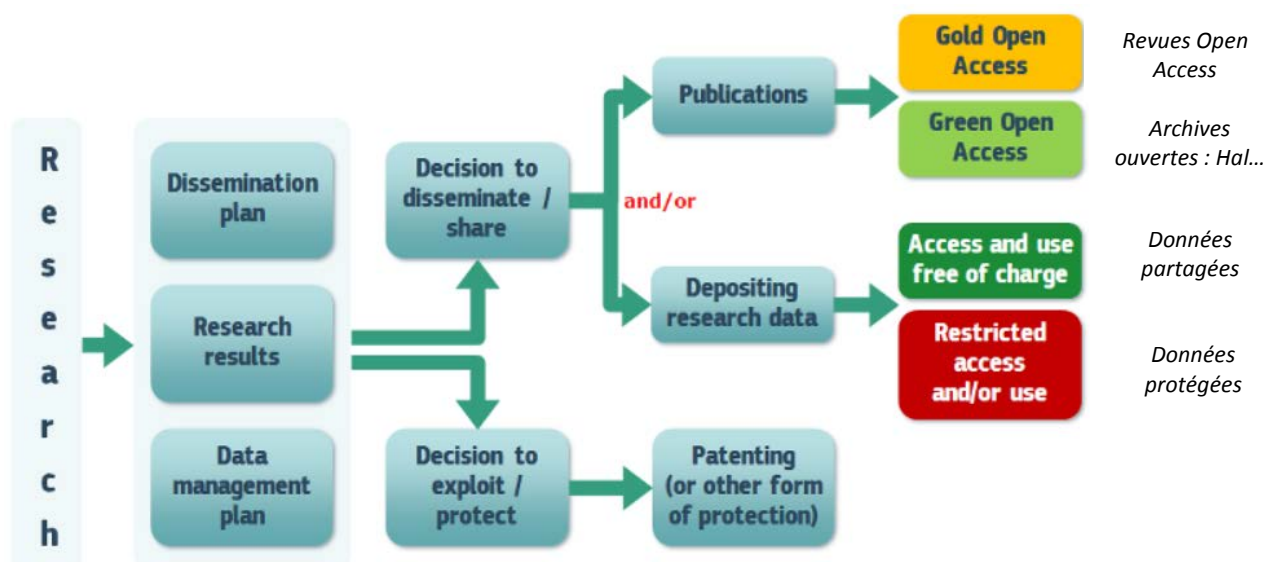 Research
Dissemination
plan
Research
results
Data
management
plan
Decision to
disseminate /
share
Decision to
exploit /
protect
and/or
Publications
Depositing
research data
Patenting
(or other form
of protection)
Gold Open
Access
Revues Open
Access
Green Open
Access
Archives
ouvertes : Hal...
Access and use
free of charge
Données
partagées
Restricted
access
and/or use
Données
protégées